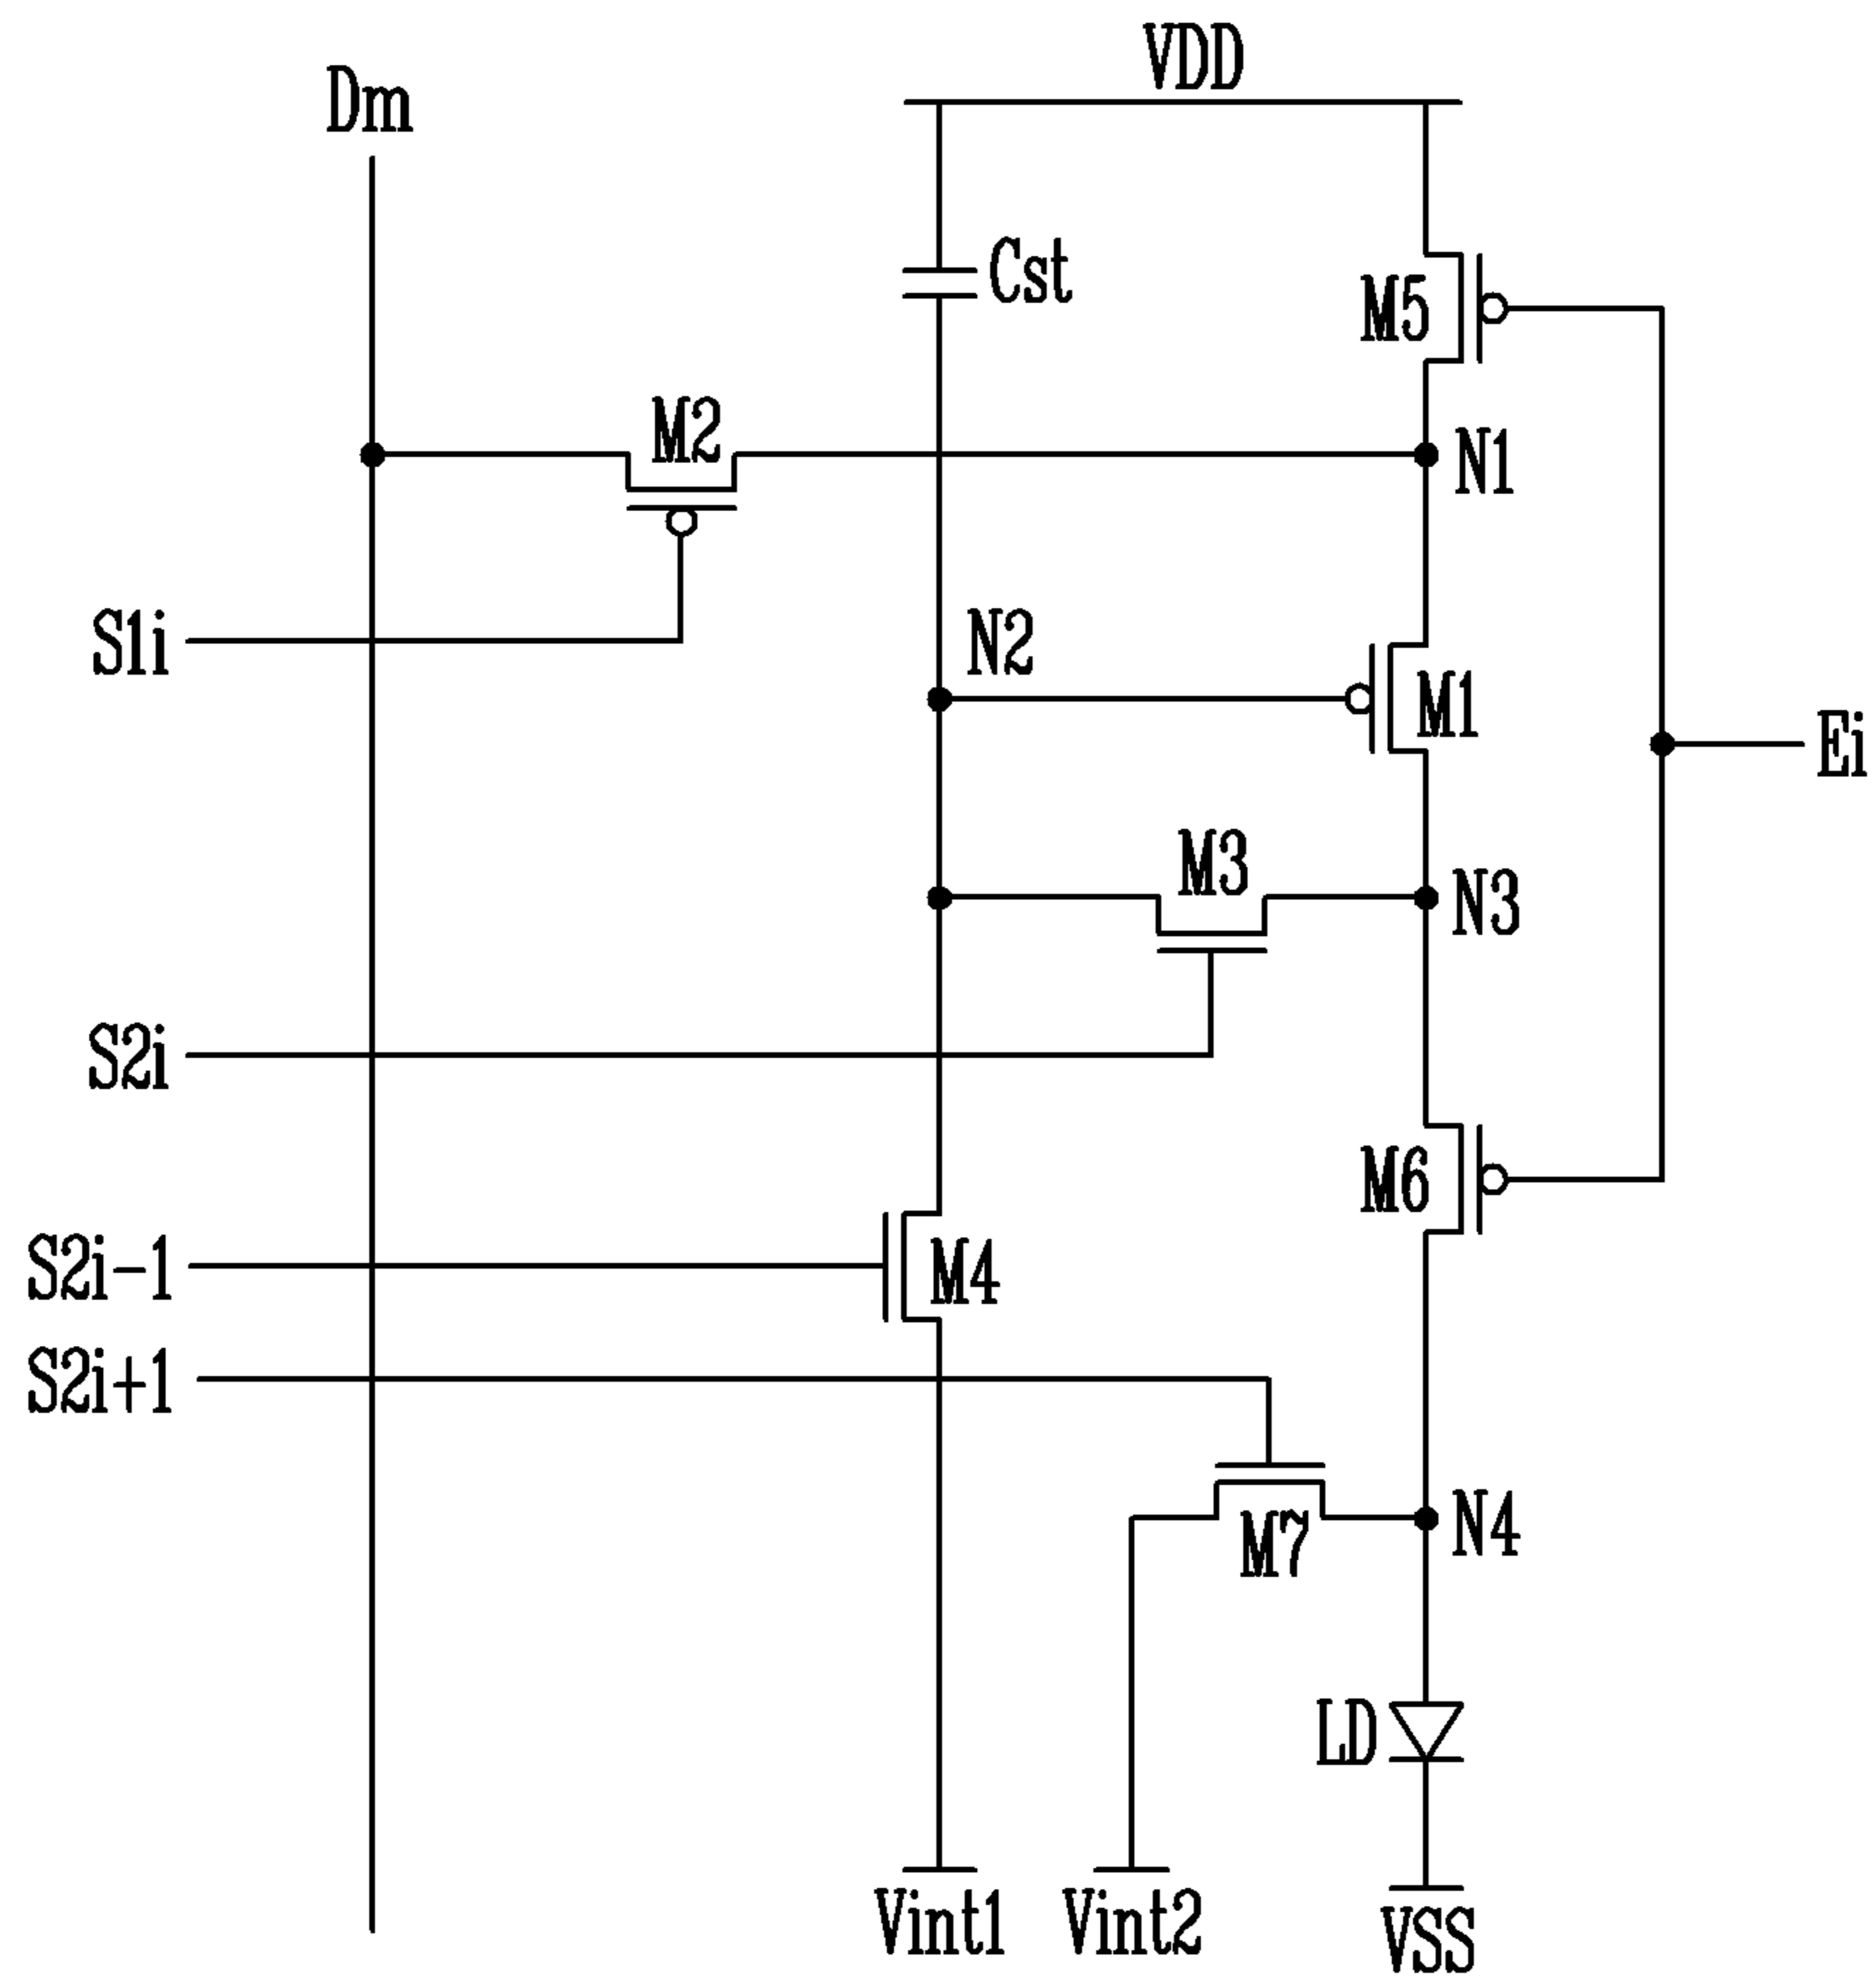 VDD
Dm
Cst
M5
M2
N1
S1i
N2
M1
Ei
M3
N3
S2i
M6
S2i-1
M4
S2i+1
M7
N4
LD
Vint1
Vint2
VSS